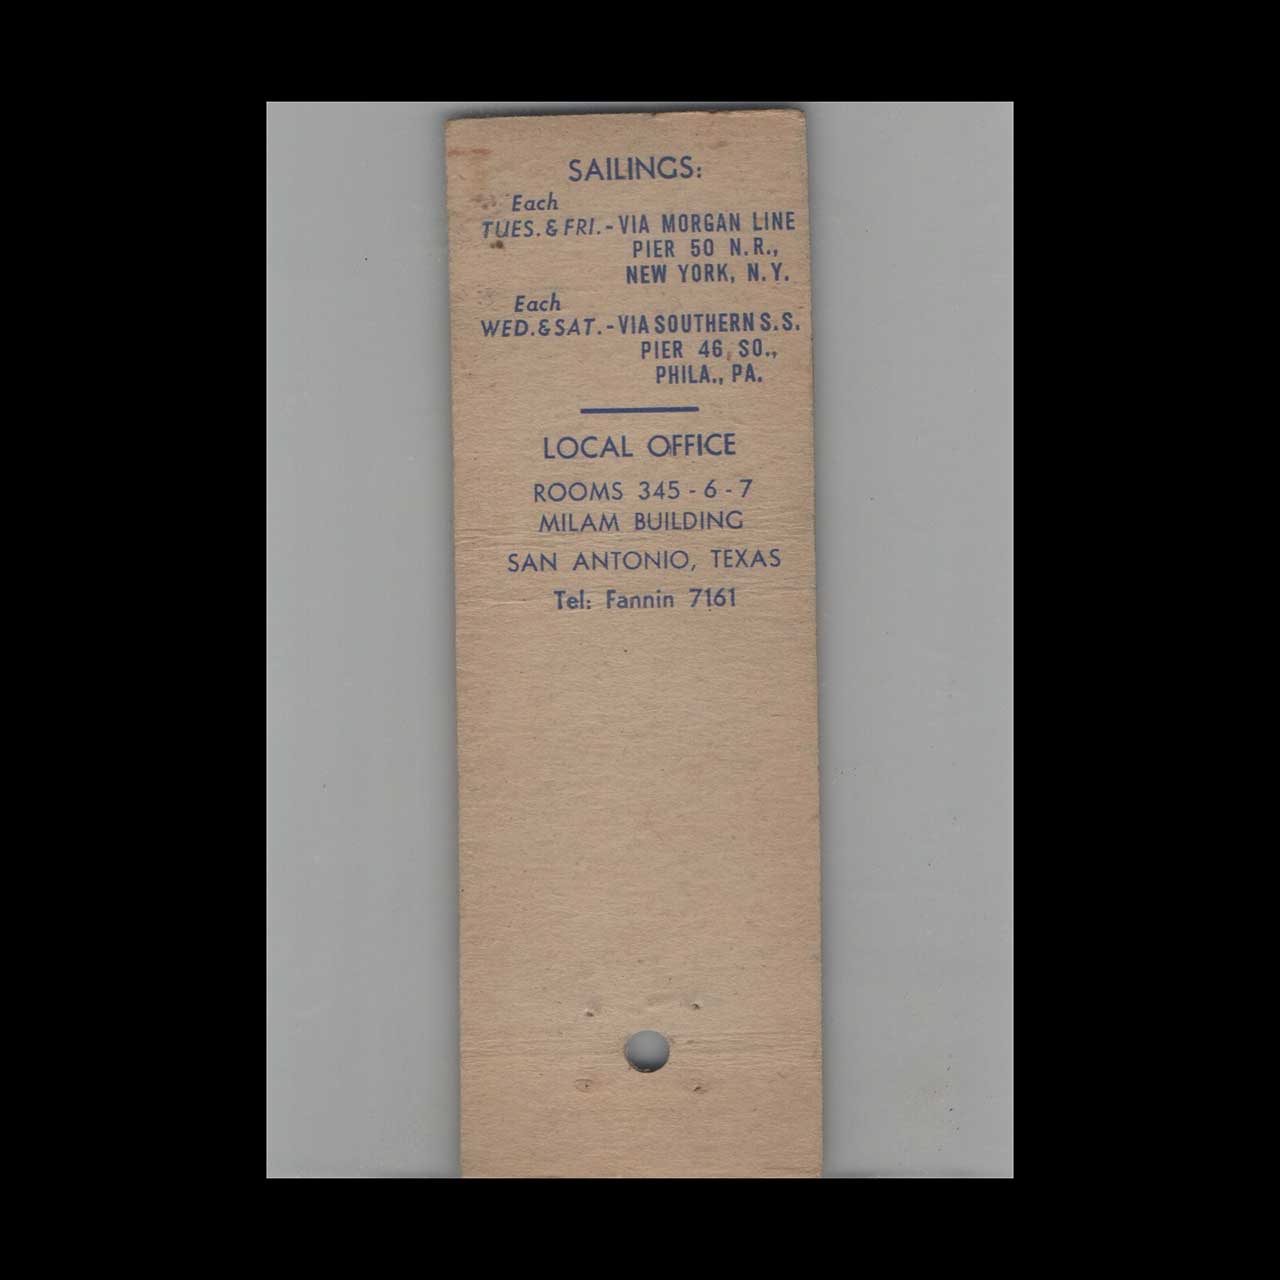 SAILINGS:
Each
TUES. & FRI. - VIA MORGAN LINE
PIER 50 N.R.,
NEW YORK, N.Y.
Each
WED. & SAT. - VIA SOUTHERN S.S.
PIER 46 SO.,
PHILA., PA.
LOCAL OFFICE
ROOMS 345 - 6 - 7
MILAM BUILDING
SAN ANTONIO, TEXAS
Tel: Fannin 7161